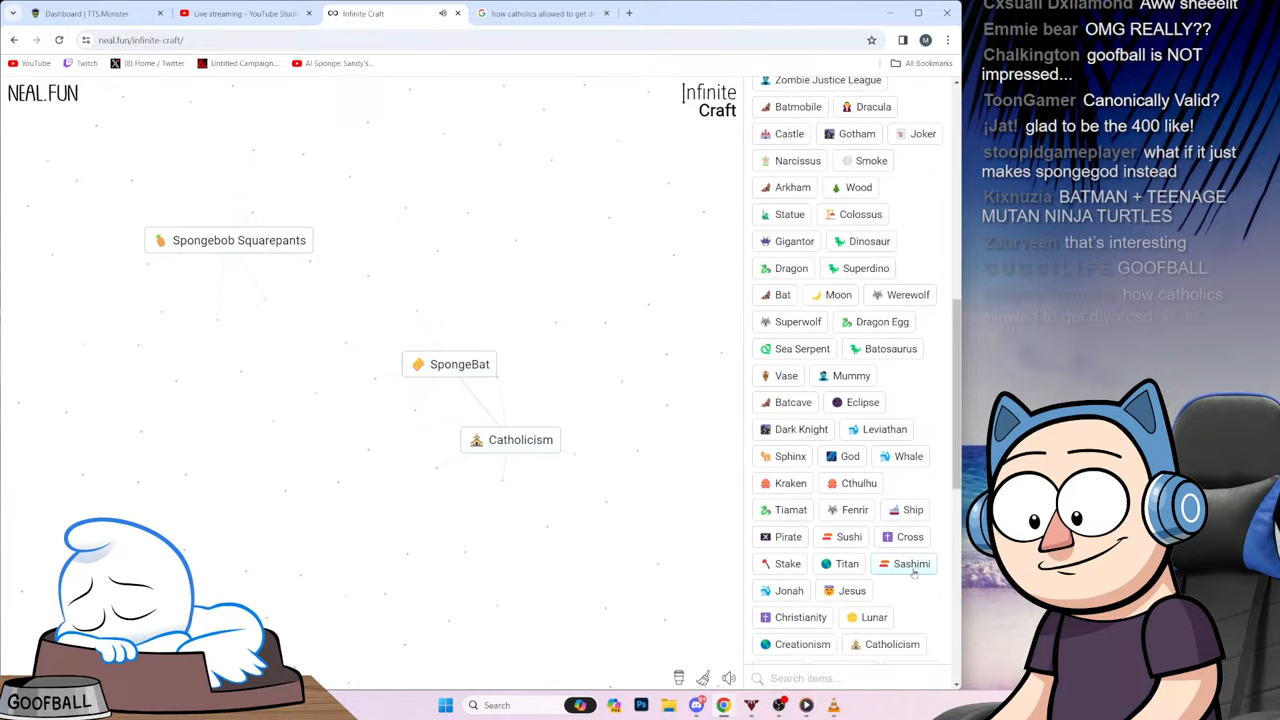 Dashboard | TTS.Monster
Live streaming - YouTube Studi
Infinite Craft
how catholics allowed to get d
neal.fun/infinite-craft/
YouTube
Twitch
(8) Home / Twitter
Untitled Campaign...
AI Sponge: Sandy's...
All Bookmarks
NEAL.FUN
Infinite
Craft
Spongebob Squarepants
SpongeBat
Catholicism
Zombie Justice League
Batmobile
Dracula
Castle
Gotham
Joker
Narcissus
Smoke
Arkham
Wood
Statue
Colossus
Gigantor
Dinosaur
Dragon
Superdino
Bat
Moon
Werewolf
Superwolf
Dragon Egg
Sea Serpent
Batosaurus
Vase
Mummy
Batcave
Eclipse
Dark Knight
Leviathan
Sphinx
God
Whale
Kraken
Cthulhu
Tiamat
Fenrir
Ship
Pirate
Sushi
Cross
Stake
Titan
Sashimi
Jonah
Jesus
Christianity
Lunar
Creationism
Catholicism
Search items...
Search
Aww sheeeiit
Emmie bear OMG REALLY??
Chalkington goofball is NOT
impressed...
ToonGamer Canonically Valid?
¡Jat! glad to be the 400 like!
stoopidgameplayer what if it just
makes spongegod instead
Kixnuzia BATMAN + TEENAGE
MUTAN NINJA TURTLES
Zaurveen that's interesting
GOOFBALL
how catholics
allowed to get divorced
GOOFBALL